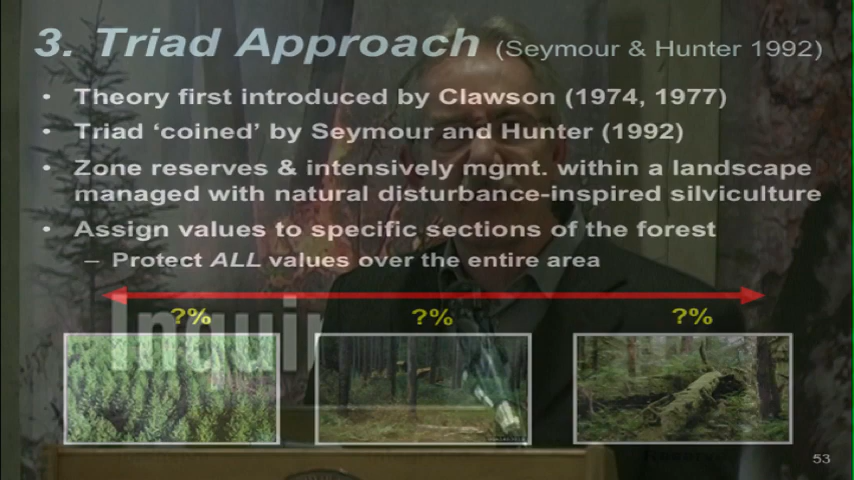 3. Triad Approach (Seymour & Hunter 1992)
• Theory first introduced by Clawson (1974, 1977)
• Triad ‘coined’ by Seymour and Hunter (1992)
• Zone reserves & intensively mgmt. within a landscape
managed with natural disturbance-inspired silviculture
• Assign values to specific sections of the forest
– Protect ALL values over the entire area
?% ?% ?%
Inquir
53